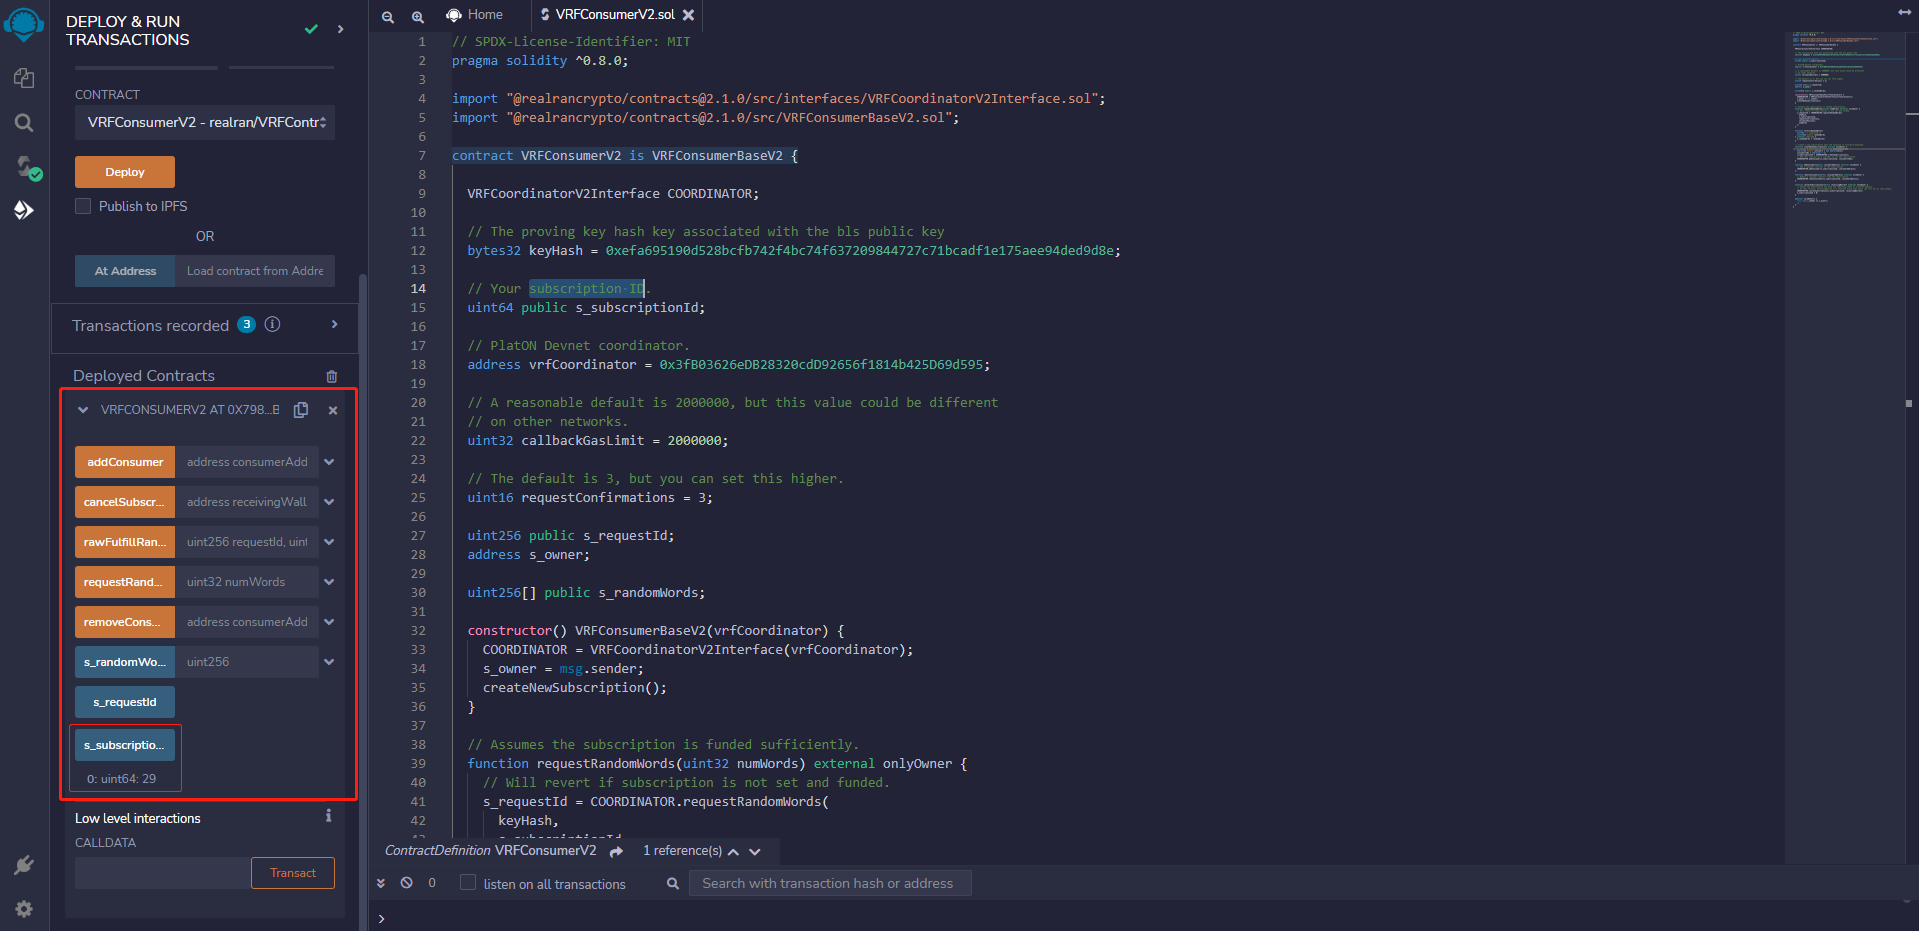 DEPLOY & RUN
TRANSACTIONS
CONTRACT
VRFConsumerV2 - realran/VRFContr
Deploy
Publish to IPFS
OR
At Address
Load contract from Addre
Transactions recorded 3
Deployed Contracts
VRFCONSUMERV2 AT 0X798...B
addConsumer address consumerAdd
cancelSubscr... address receivingWall
rawFulfillRan... uint256 requestId, uint
requestRand... uint32 numWords
removeCons... address consumerAdd
s_randomWo... uint256
s_requestId
s_subscriptio...
0: uint64: 29
Low level interactions
CALLDATA
Transact
Home
VRFConsumerV2.sol
1 // SPDX-License-Identifier: MIT
2 pragma solidity ^0.8.0;
3
4 import "@realrancrypto/contracts@2.1.0/src/interfaces/VRFCoordinatorV2Interface.sol";
5 import "@realrancrypto/contracts@2.1.0/src/VRFConsumerBaseV2.sol";
6
7 contract VRFConsumerV2 is VRFConsumerBaseV2 {
8
9 VRFCoordinatorV2Interface COORDINATOR;
10
11 // The proving key hash key associated with the bls public key
12 bytes32 keyHash = 0xefa695190d528bcfb742f4bc74f637209844727c71bcadf1e175aee94ded9d8e;
13
14 // Your subscription ID.
15 uint64 public s_subscriptionId;
16
17 // PlatON Devnet coordinator.
18 address vrfCoordinator = 0x3fB03626eDB28320cdD92656f1814b425D69d595;
19
20 // A reasonable default is 2000000, but this value could be different
21 // on other networks.
22 uint32 callbackGasLimit = 2000000;
23
24 // The default is 3, but you can set this higher.
25 uint16 requestConfirmations = 3;
26
27 uint256 public s_requestId;
28 address s_owner;
29
30 uint256[] public s_randomWords;
31
32 constructor() VRFConsumerBaseV2(vrfCoordinator) {
33 COORDINATOR = VRFCoordinatorV2Interface(vrfCoordinator);
34 s_owner = msg.sender;
35 createNewSubscription();
36 }
37
38 // Assumes the subscription is funded sufficiently.
39 function requestRandomWords(uint32 numWords) external onlyOwner {
40 // Will revert if subscription is not set and funded.
41 s_requestId = COORDINATOR.requestRandomWords(
42 keyHash,
43 s_subscriptionId
ContractDefinition VRFConsumerV2 1 reference(s)
0 listen on all transactions Search with transaction hash or address
>